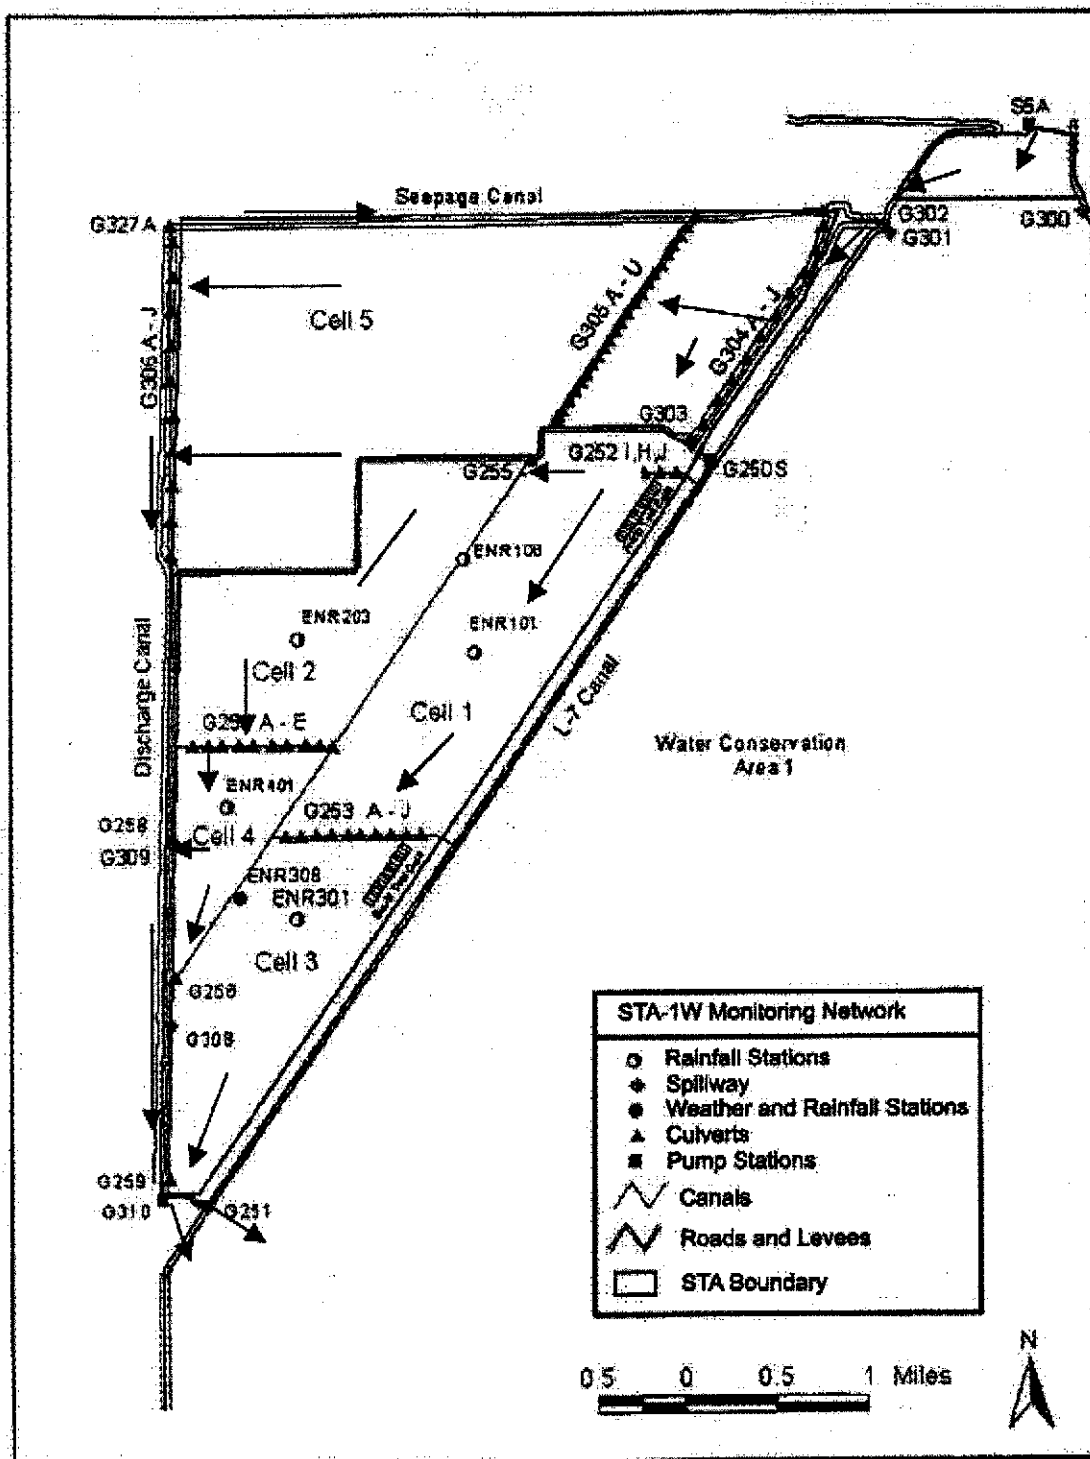 S5A
Seepage Canal
G327A
G302
G300
G301
G306 A - J
Cell 5
G305 A - U
G304 A - J
G303
G255
G252 I,H,J
G250S
ENR203
ENR101
Cell 2
Cell 1
Discharge Canal
L-7 Canal
A - E
Water Conservation
Area 1
ENR401
G253 A - J
G258
Cell 4
G309
ENR308
ENR301
Cell 3
G256
G308
G259
G310
G251
STA-1W Monitoring Network
Rainfall Stations
Spillway
Weather and Rainfall Stations
Culverts
Pump Stations
Canals
Roads and Levees
STA Boundary
N
0.5 0 0.5 1 Miles